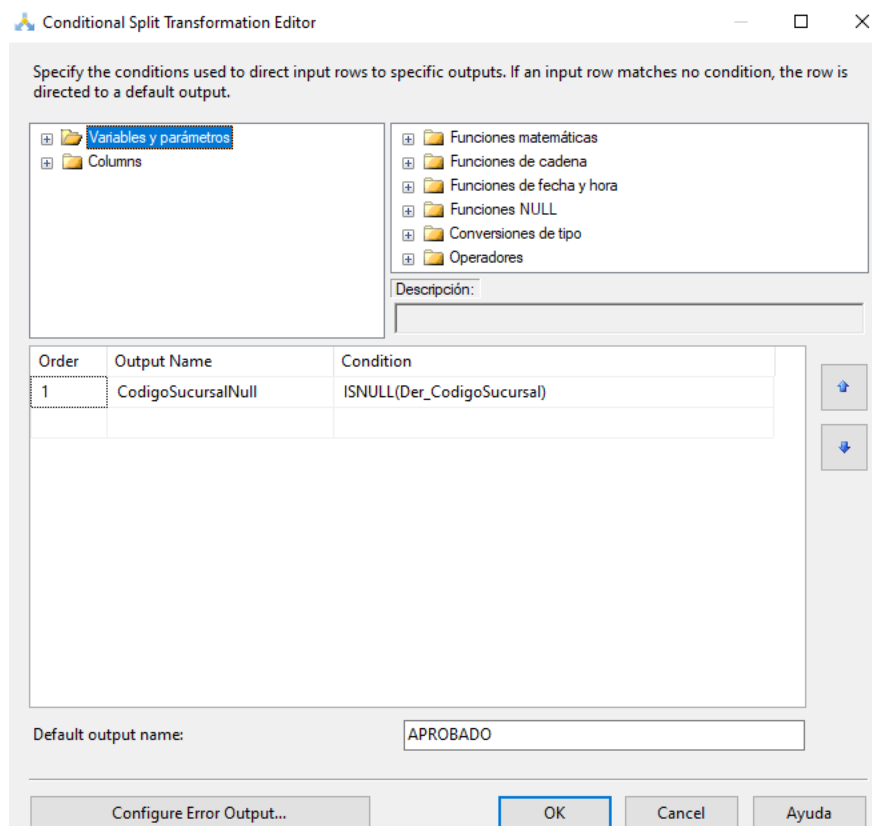 Conditional Split Transformation Editor
Specify the conditions used to direct input rows to specific outputs. If an input row matches no condition, the row is
directed to a default output.
Variables y parámetros
Columns
Funciones matemáticas
Funciones de cadena
Funciones de fecha y hora
Funciones NULL
Conversiones de tipo
Operadores
Descripción:
Order Output Name Condition
1 CodigoSucursalNull ISNULL(Der_CodigoSucursal)
Default output name: APROBADO
Configure Error Output... OK Cancel Ayuda